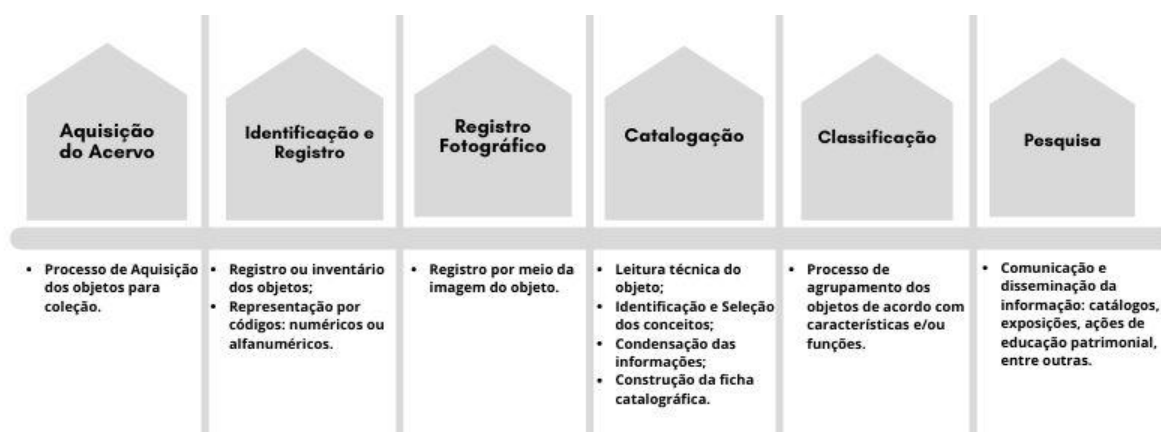 Aquisição
do Acervo
Identificação e
Registro
Registro
Fotográfico
Catalogação
Classificação
Pesquisa
• Processo de Aquisição
dos objetos para
coleção.
• Registro ou inventário
dos objetos;
• Representação por
códigos: numéricos ou
alfanuméricos.
• Registro por meio da
imagem do objeto.
• Leitura técnica do
objeto;
• Identificação e Seleção
dos conceitos;
• Condensação das
informações;
• Construção da ficha
catalográfica.
• Processo de
agrupamento dos
objetos de acordo com
características e/ou
funções.
• Comunicação e
disseminação da
informação: catálogos,
exposições, ações de
educação patrimonial,
entre outras.